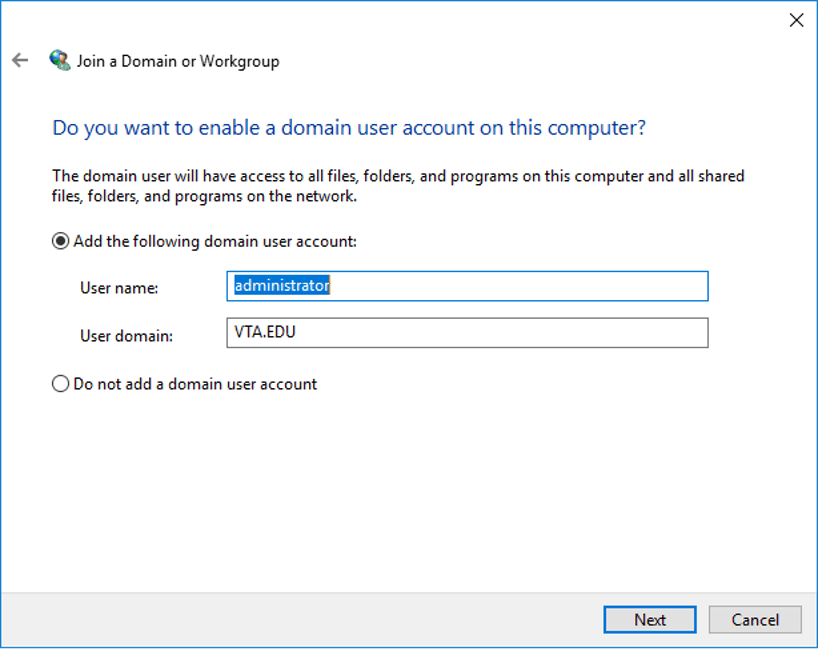 Join a Domain or Workgroup
Do you want to enable a domain user account on this computer?
The domain user will have access to all files, folders, and programs on this computer and all shared
files, folders, and programs on the network.
Add the following domain user account:
User name: administrator
User domain: VTA.EDU
Do not add a domain user account
Next Cancel